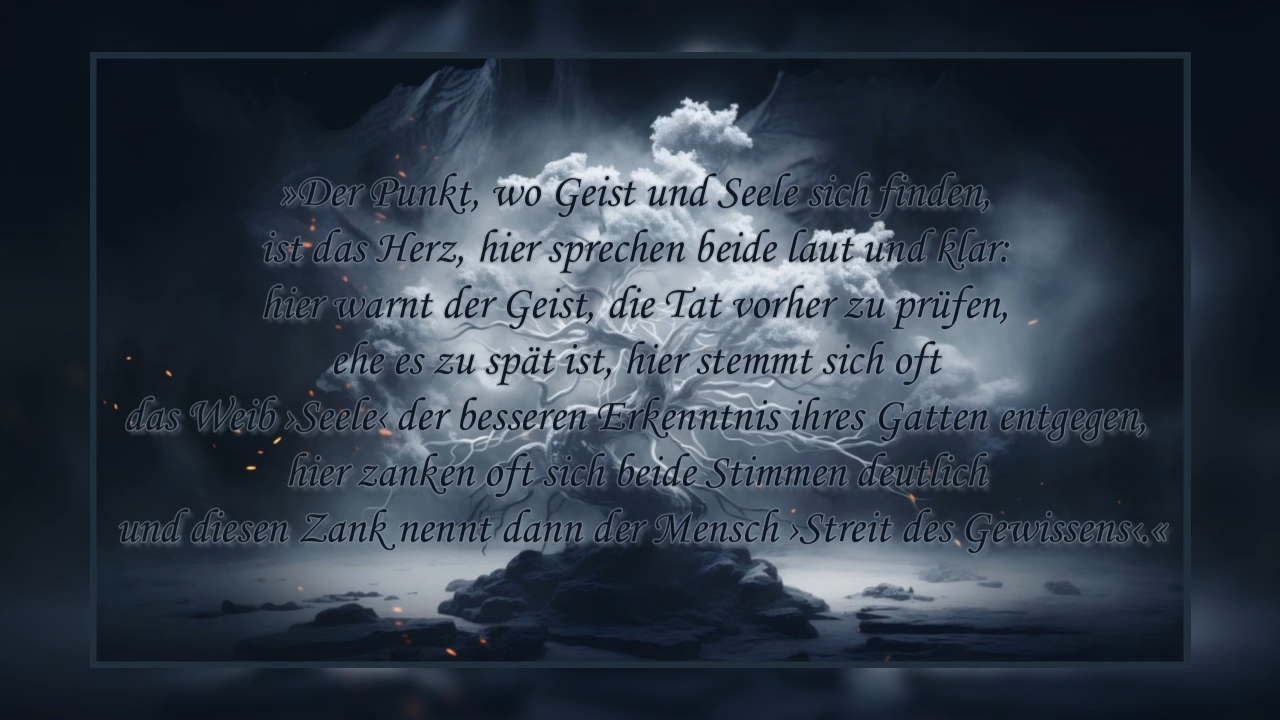 »Der Punkt, wo Geist und Seele sich finden,
ist das Herz, hier sprechen beide laut und klar:
hier warnt der Geist, die Tat vorher zu prüfen,
ehe es zu spät ist, hier stemmt sich oft
das Weib ›Seele‹ der besseren Erkenntnis ihres Gatten entgegen,
hier zanken oft sich beide Stimmen deutlich
und diesen Zank nennt dann der Mensch ›Streit des Gewissens‹.«